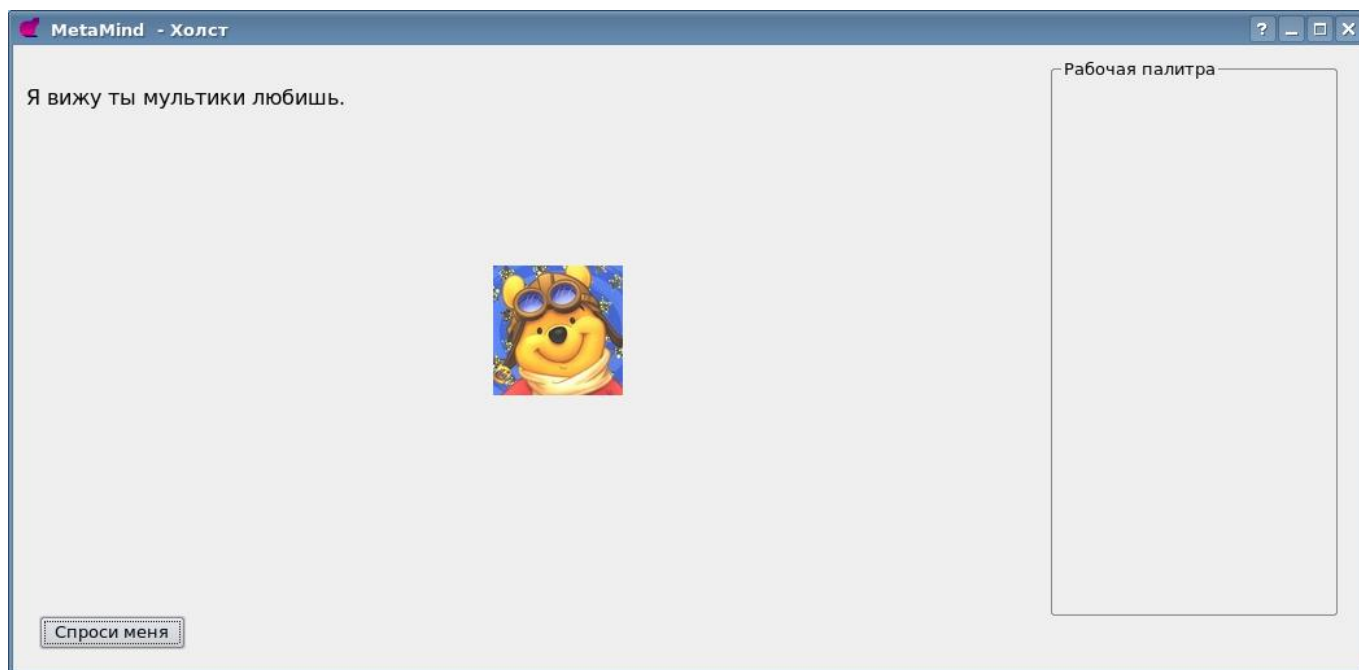 MetaMind - Холст
Рабочая палитра
Я вижу ты мультики любишь.
Спроси меня